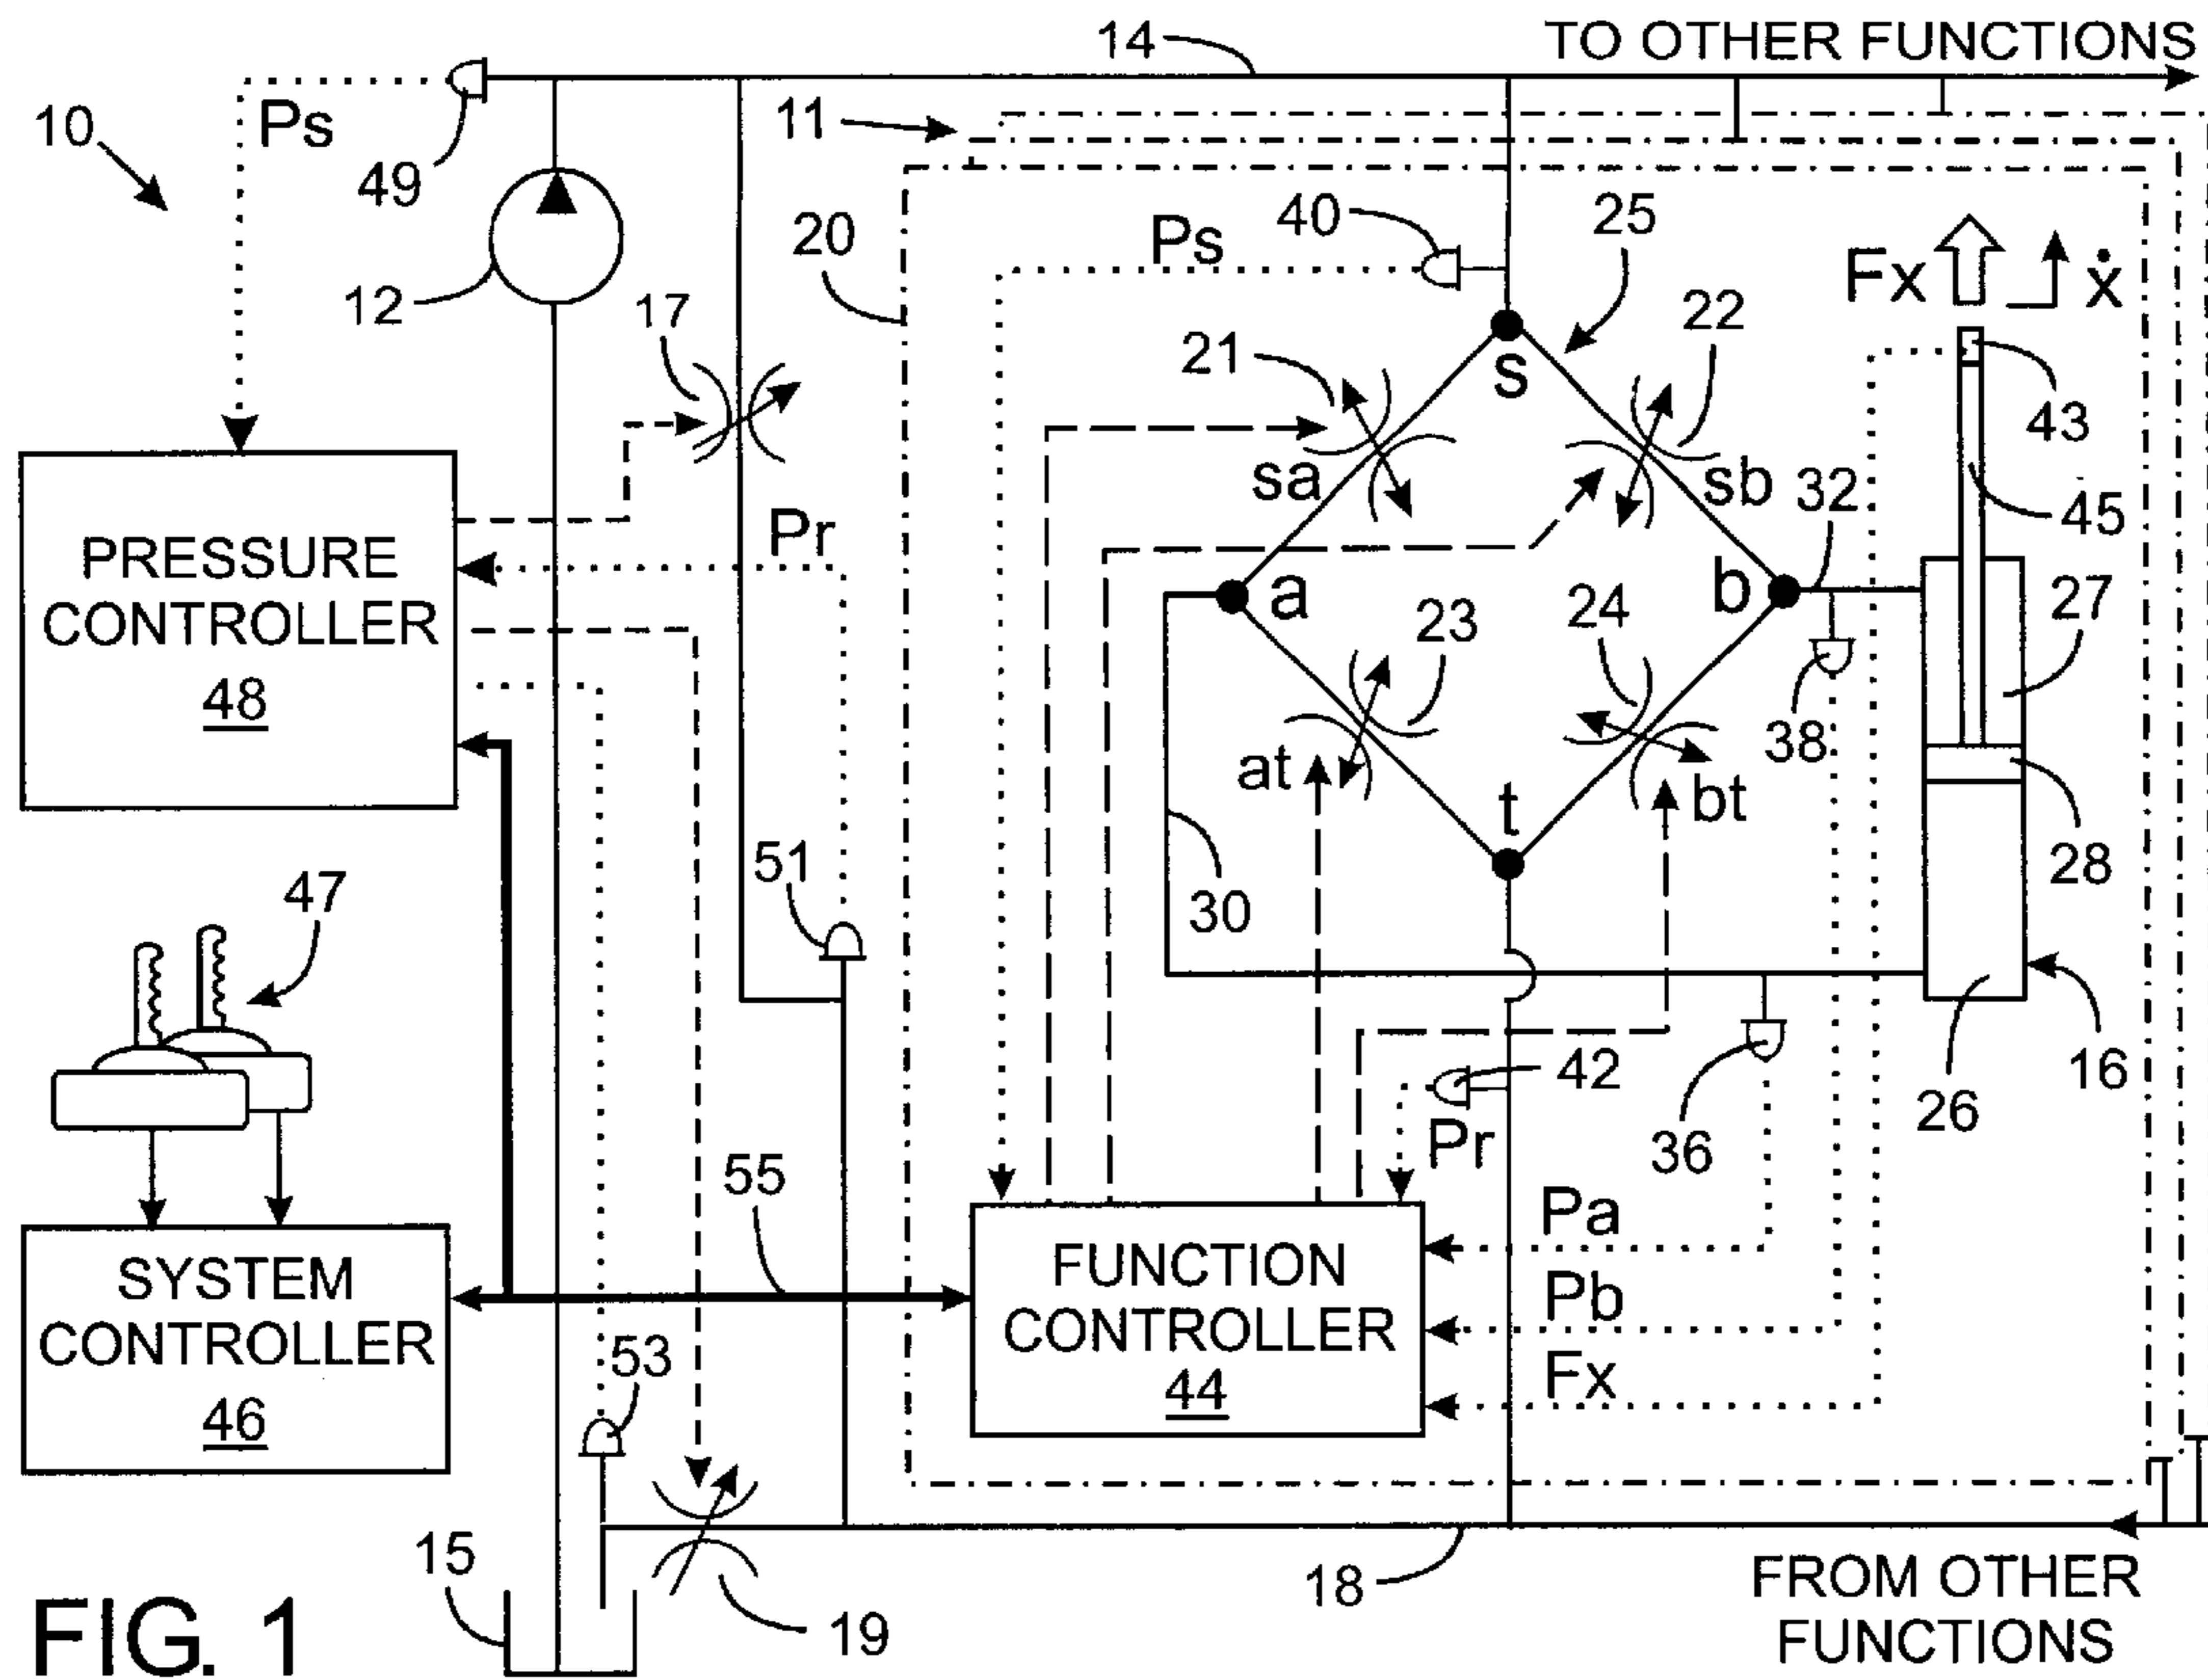 14
TO OTHER FUNCTIONS
10
Ps
49
11
12
20
Ps
40
25
Fx
ẋ
17
21
22
s
43
sa
sb
32
45
Pr
PRESSURE
CONTROLLER
48
a
b
23
24
27
38
at
t
bt
28
47
51
30
42
36
16
26
Pr
55
Pa
SYSTEM
CONTROLLER
46
FUNCTION
CONTROLLER
44
Pb
Fx
53
15
19
18
FROM OTHER
FUNCTIONS
FIG. 1